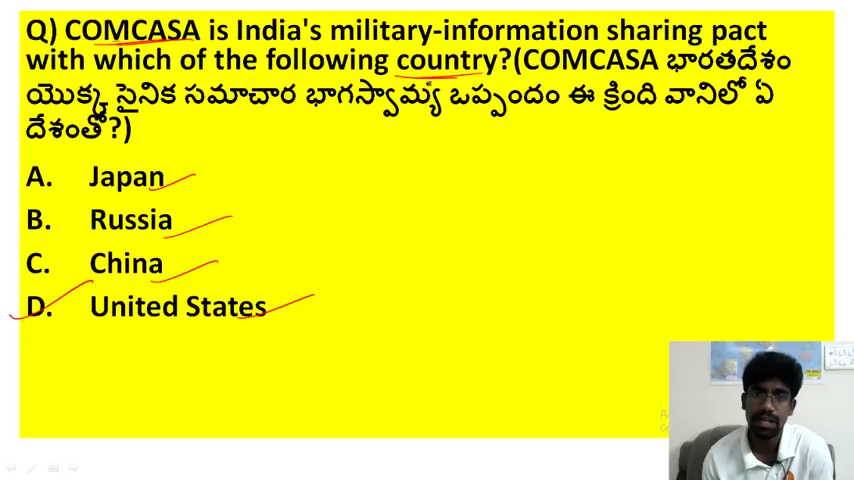 Q) COMCASA is India's military-information sharing pact
with which of the following country?(COMCASA భారతదేశం
యొక్క సైనిక సమాచార భాగస్వామ్య ఒప్పందం ఈ క్రింది వానిలో ఏ
దేశంతో?)
A. Japan
B. Russia
C. China
D. United States